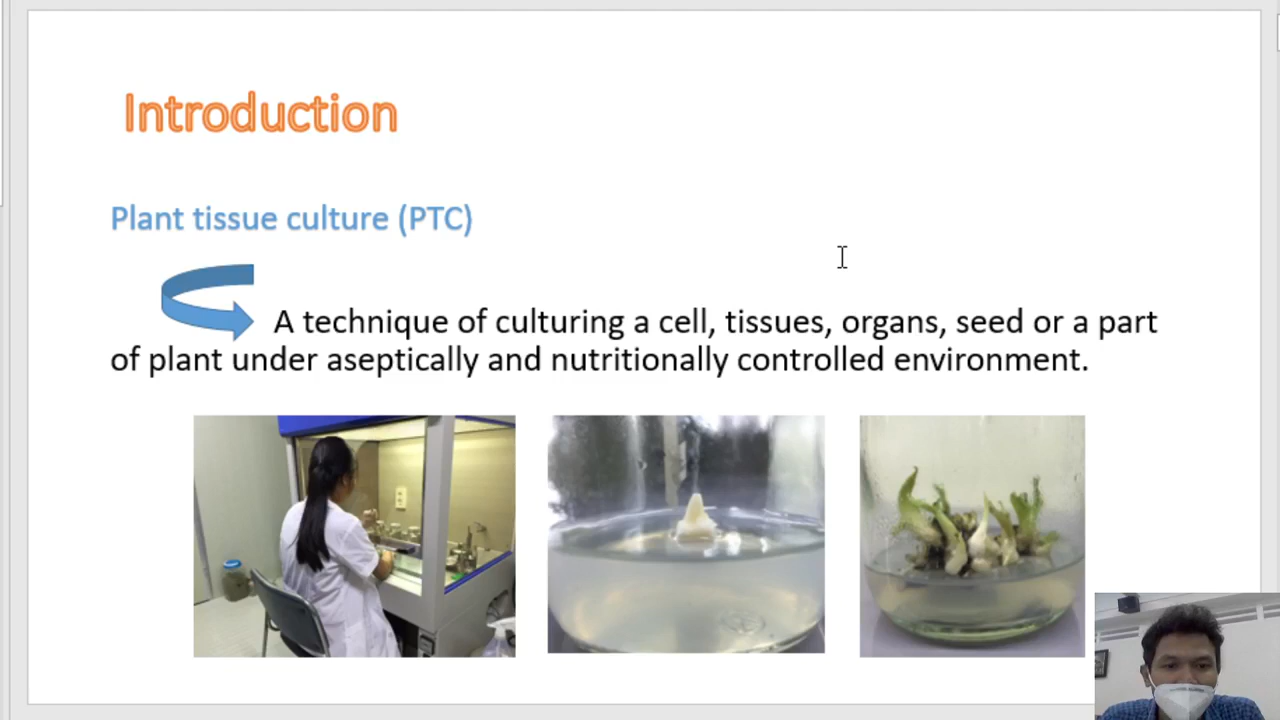 Introduction
Plant tissue culture (PTC)
A technique of culturing a cell, tissues, organs, seed or a part
of plant under aseptically and nutritionally controlled environment.